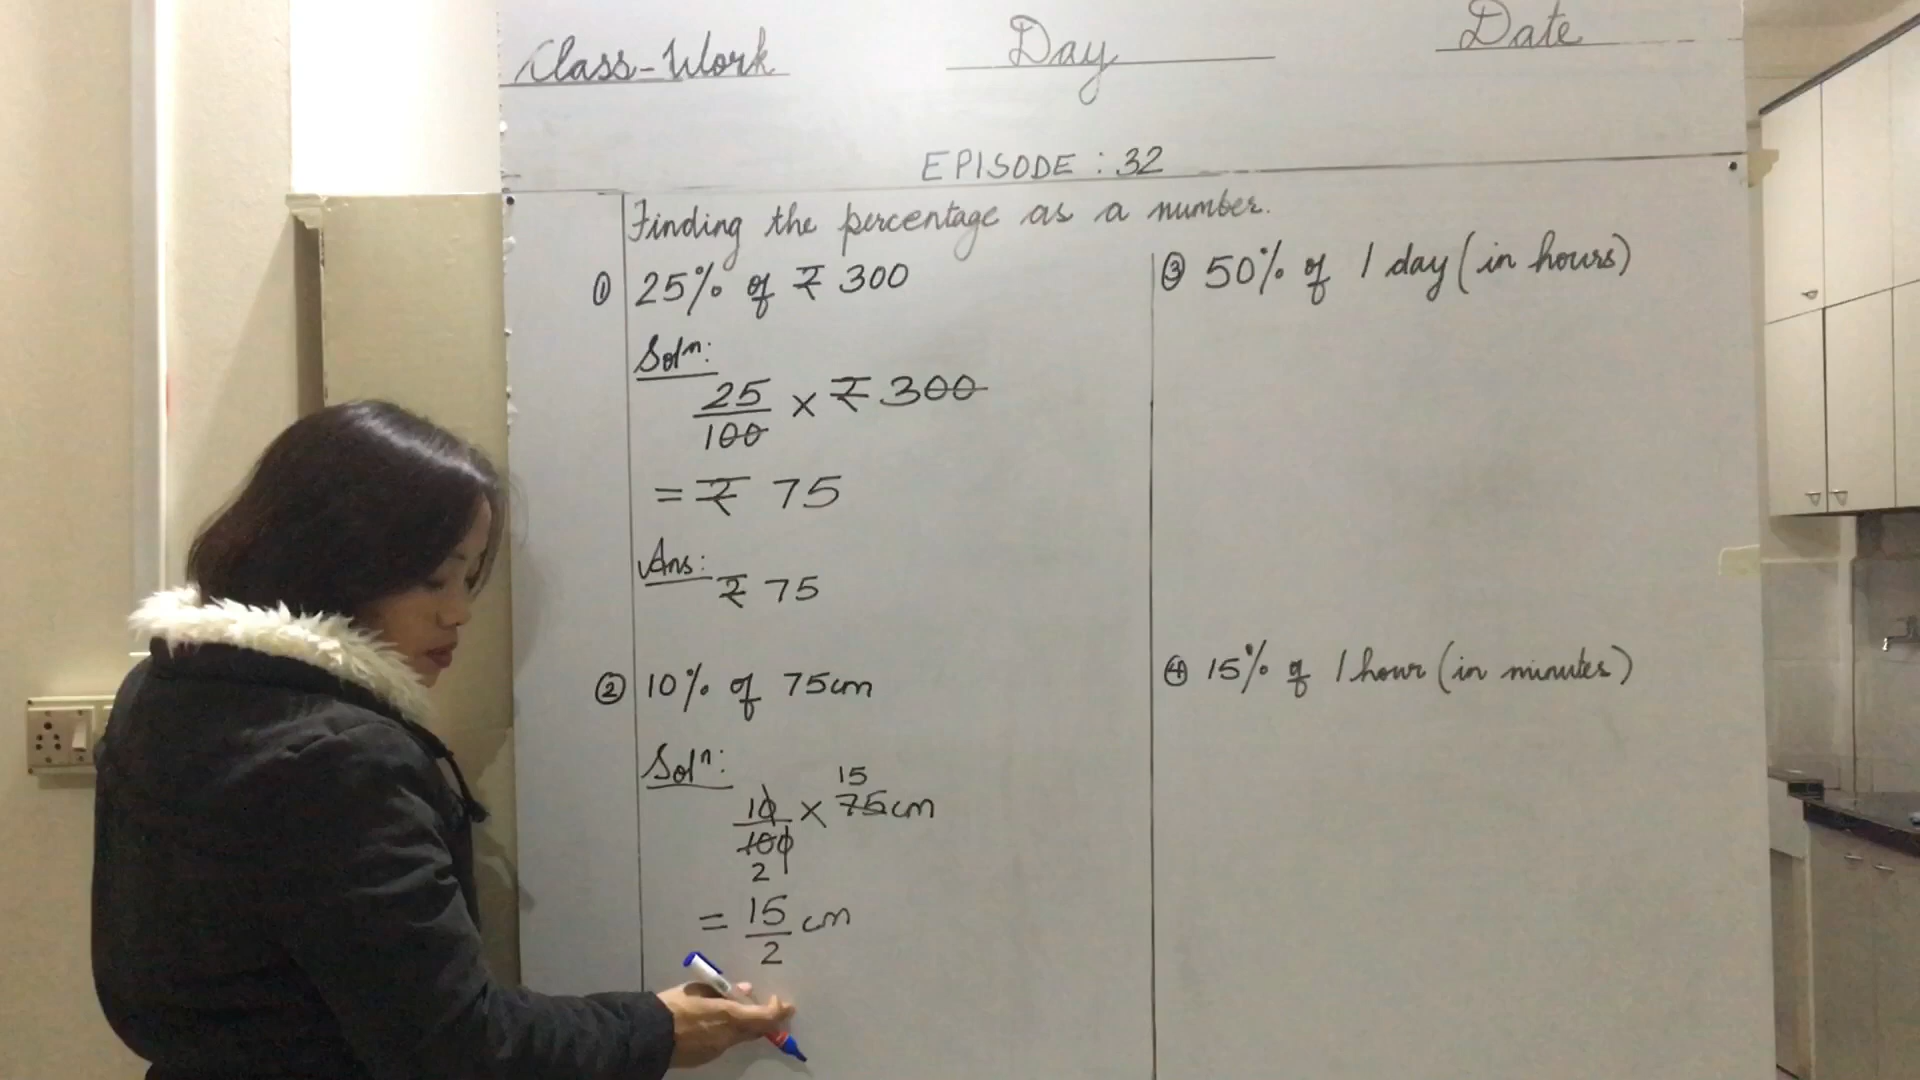 Class-Work Day Date
EPISODE : 32
Finding the percentage as a number.
① 25% of ₹ 300
Solⁿ:
25/100 × ₹ 300
= ₹ 75
Ans: ₹ 75
② 10% of 75cm
Solⁿ:
15
10/100 × 75cm
2
= 15/2 cm
③ 50% of 1 day (in hours)
④ 15% of 1 hour (in minutes)